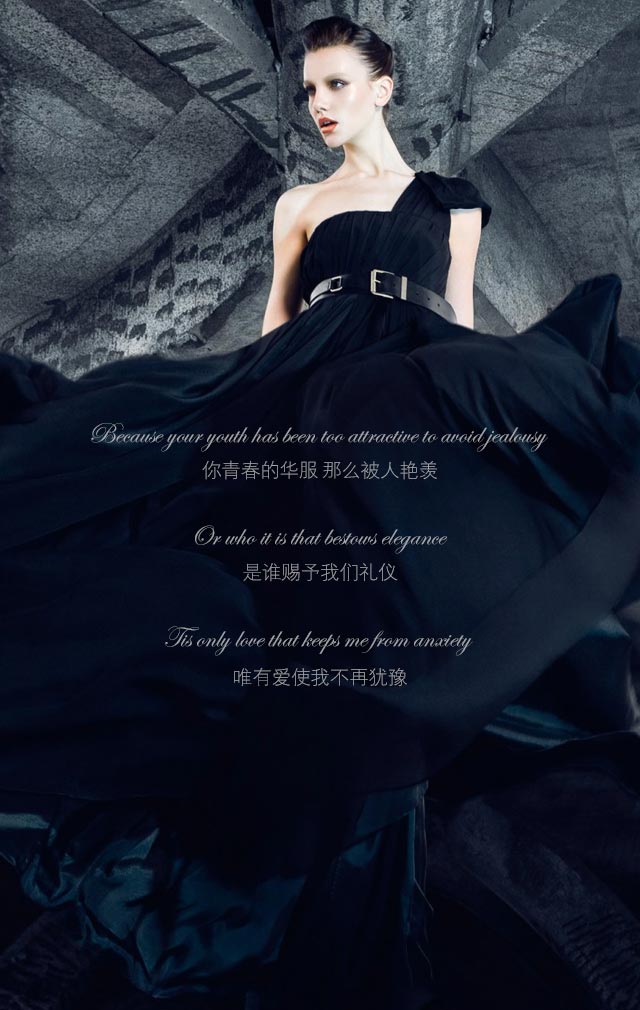 Because your youth has been too attractive to avoid jealousy
你青春的华服 那么被人艳羡
Or who it is that bestows elegance
是谁赐予我们礼仪
Tis only love that keeps me from anxiety
唯有爱使我不再犹豫